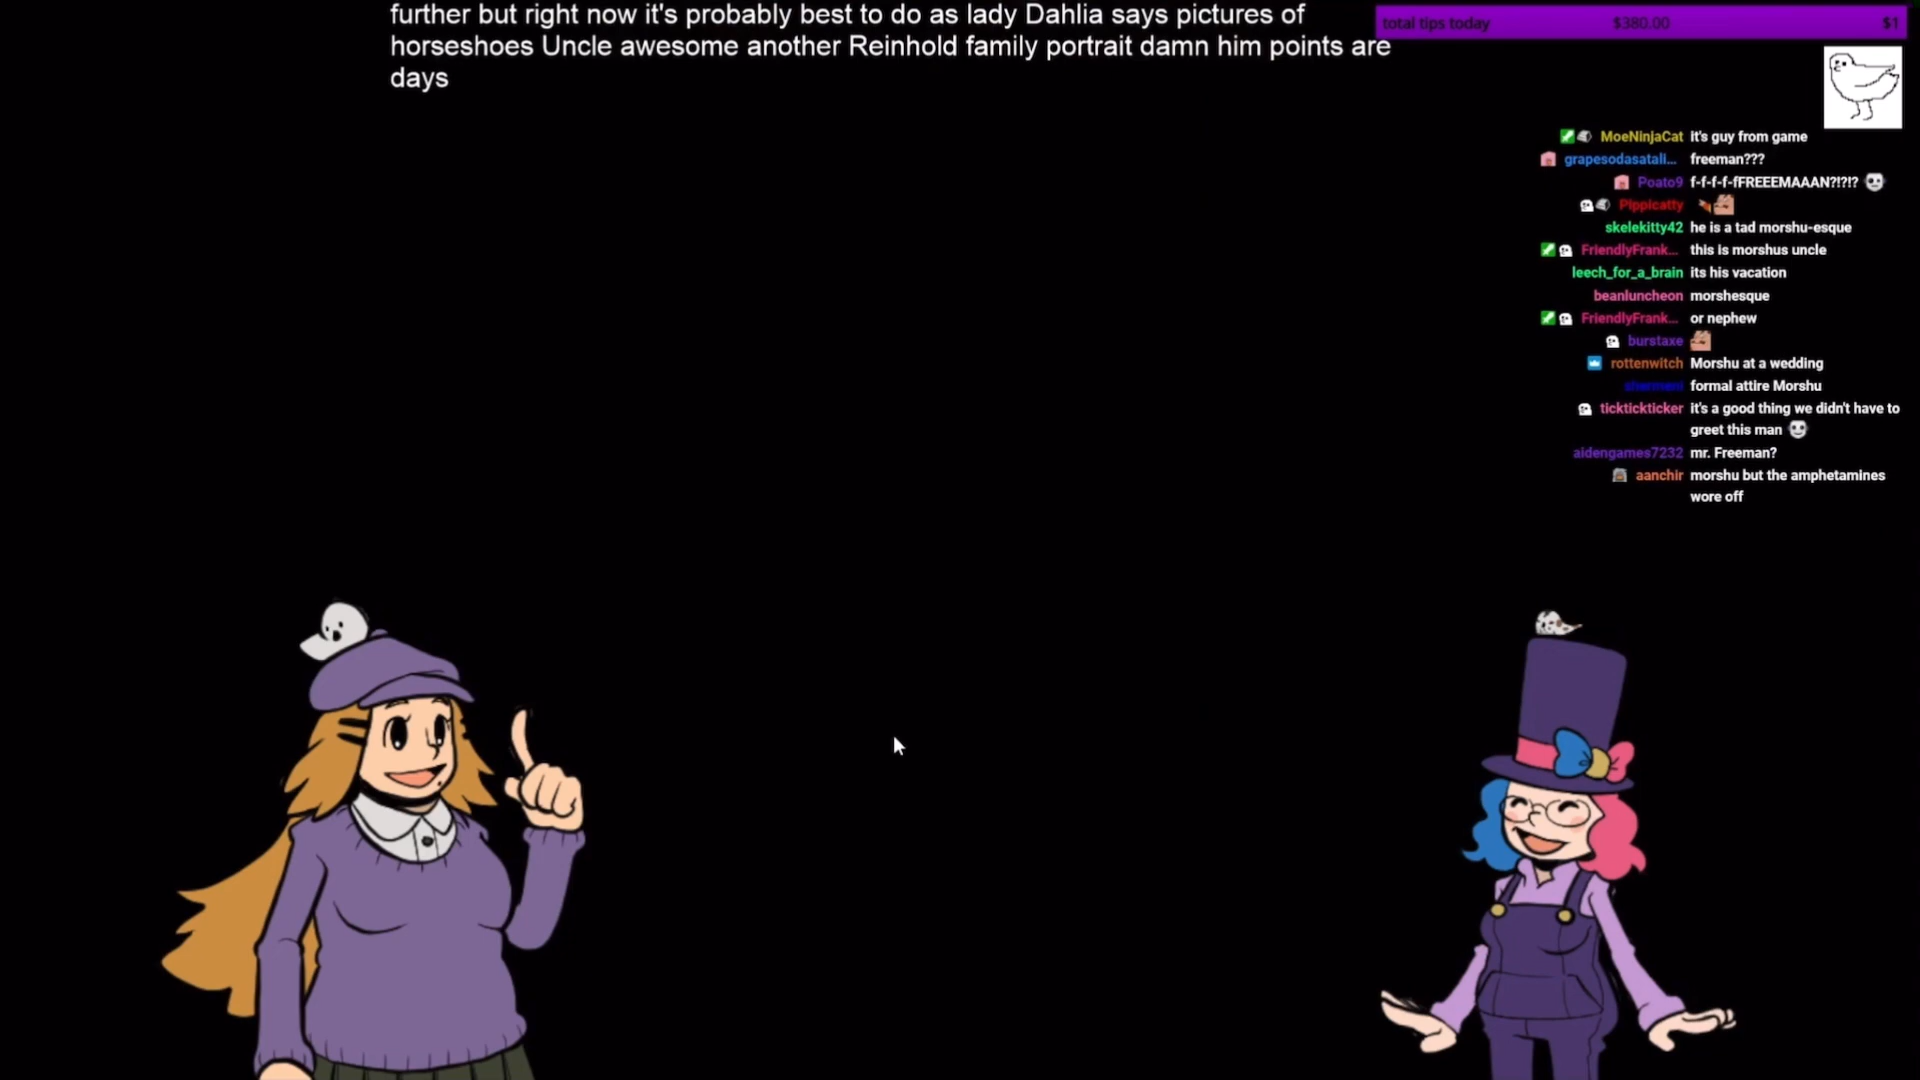 further but right now it's probably best to do as lady Dahlia says pictures of
horseshoes Uncle awesome another Reinhold family portrait damn him points are
days
total tips today $380.00 $1
MoeNinjaCat it's guy from game
grapesodasatali... freeman???
Poato9 f-f-f-f-fFREEEMAAAN?!?!?
Pippicatty
skelekitty42 he is a tad morshu-esque
FriendlyFrank... this is morshus uncle
leech_for_a_brain its his vacation
beanluncheon morshesque
FriendlyFrank... or nephew
burstaxe
rottenwitch Morshu at a wedding
formal attire Morshu
ticktickticker it's a good thing we didn't have to
greet this man
aidengames7232 mr. Freeman?
aanchir morshu but the amphetamines
wore off